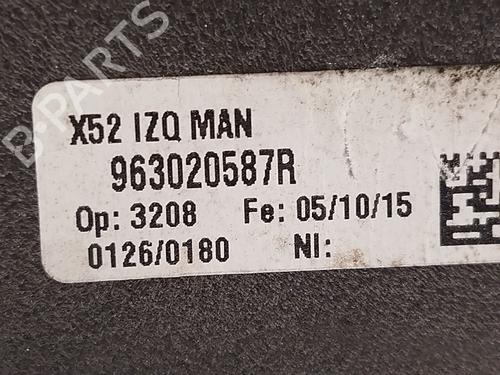 B-PARTS
X52 IZQ MAN
963020587R
Op: 3208 Fe: 05/10/15
0126/0180 NI: